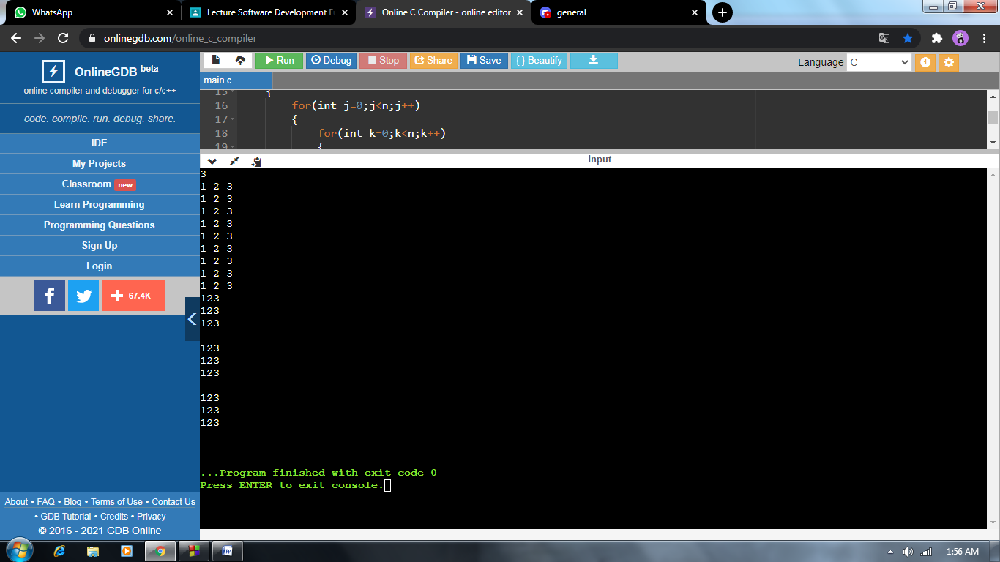 WhatsApp
Lecture Software Development F
Online C Compiler - online editor
general
onlinegdb.com/online_c_compiler
OnlineGDB beta
online compiler and debugger for c/c++
code. compile. run. debug. share.
IDE
My Projects
Classroom new
Learn Programming
Programming Questions
Sign Up
Login
67.4K
About • FAQ • Blog • Terms of Use • Contact Us
• GDB Tutorial • Credits • Privacy
© 2016 - 2021 GDB Online
Run Debug Stop Share Save { } Beautify
Language C
main.c
15 {
16 for(int j=0;j<n;j++)
17 {
18 for(int k=0;k<n;k++)
19 {
input
3
1 2 3
1 2 3
1 2 3
1 2 3
1 2 3
1 2 3
1 2 3
1 2 3
1 2 3
123
123
123
123
123
123
123
123
123
...Program finished with exit code 0
Press ENTER to exit console.
1:56 AM